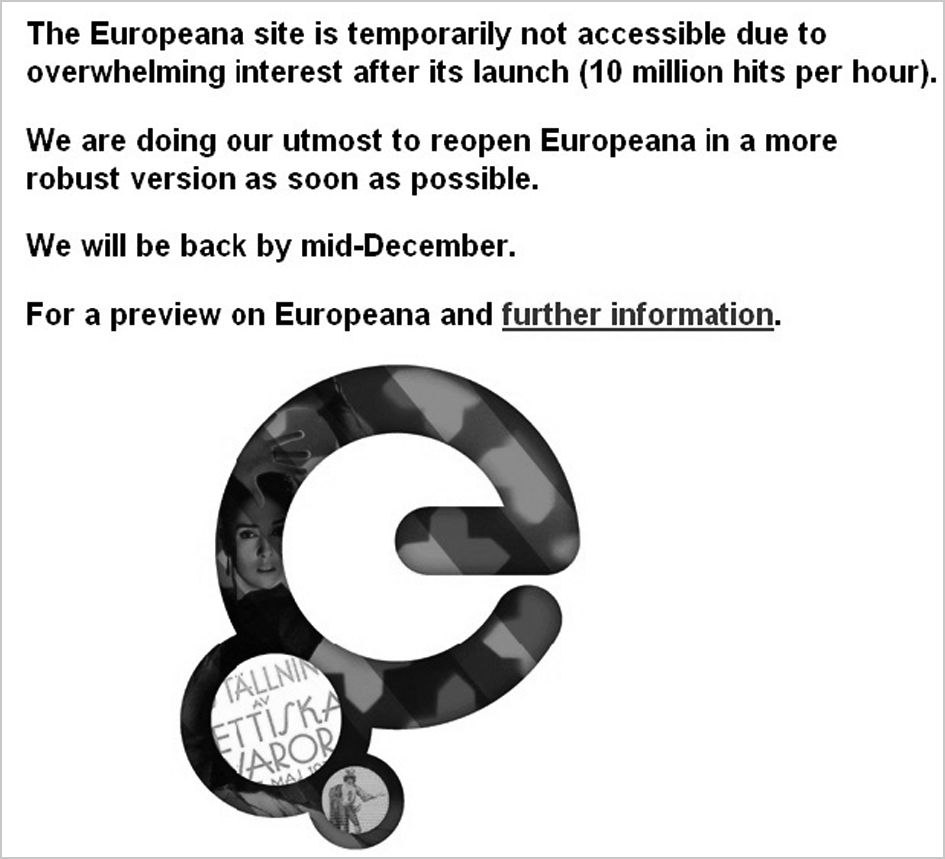 The Europeana site is temporarily not accessible due to
overwhelming interest after its launch (10 million hits per hour).
We are doing our utmost to reopen Europeana in a more
robust version as soon as possible.
We will be back by mid-December.
For a preview on Europeana and further information.
TÄLLNIN
AV
ETTISKA
VAROR
MAJ